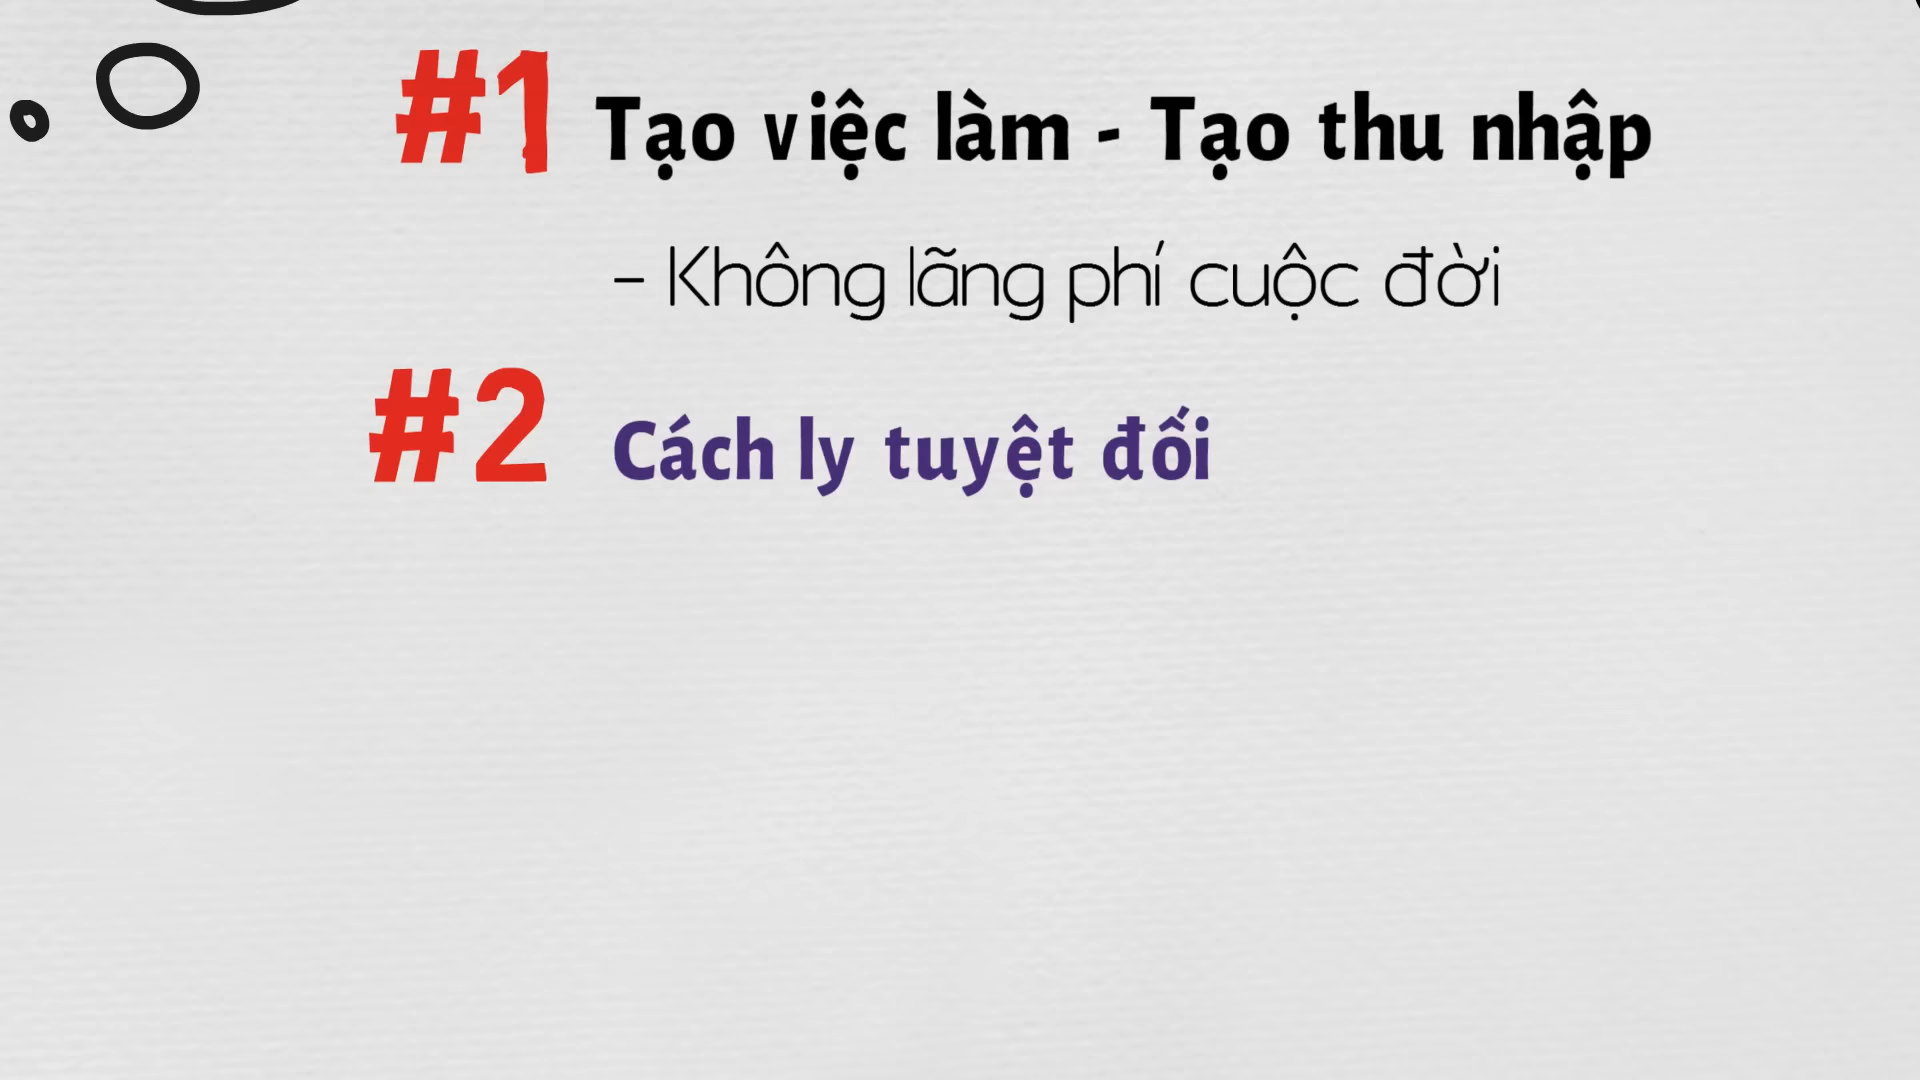 #1 Tạo việc làm - Tạo thu nhập
- Không lãng phí cuộc đời
#2 Cách ly tuyệt đối